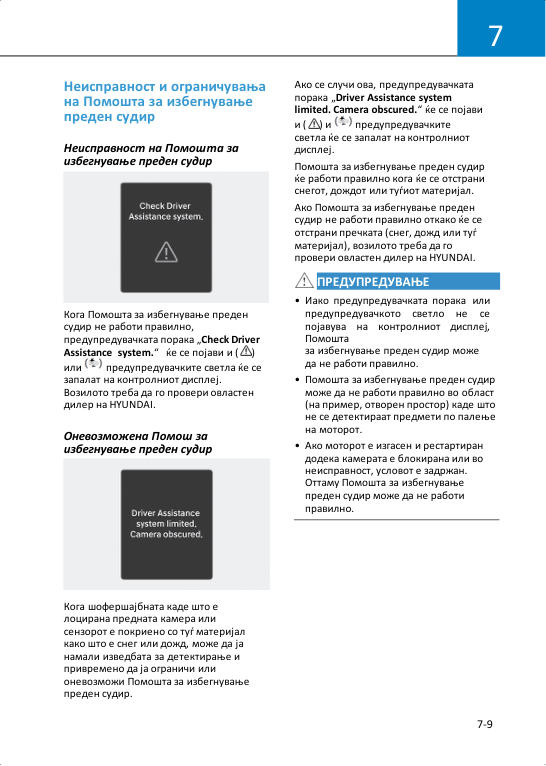 7
Неисправност и ограничувања
на Помошта за избегнување
преден судир
Неисправност на Помошта за
избегнување преден судир
Check Driver
Assistance system.
Кога Помошта за избегнување преден
судир не работи правилно,
предупредувачката порака „Check Driver
Assistance system.“ ќе се појави и (⚠)
или предупредувачките светла ќе се
запалат на контролниот дисплеј.
Возилото треба да го провери овластен
дилер на HYUNDAI.
Оневозможена Помош за
избегнување преден судир
Driver Assistance
system limited.
Camera obscured.
Кога шофершајбната каде што е
лоцирана предната камера или
сензорот е покриено со туѓ материјал
како што е снег или дожд, може да ја
намали изведбата за детектирање и
привремено да ја ограничи или
оневозможи Помошта за избегнување
преден судир.
Ако се случи ова, предупредувачката
порака „Driver Assistance system
limited. Camera obscured.“ ќе се појави
и (⚠) и предупредувачките
светла ќе се запалат на контролниот
дисплеј.
Помошта за избегнување преден судир
ќе работи правилно кога ќе се отстрани
снегот, дождот или туѓиот материјал.
Ако Помошта за избегнување преден
судир не работи правилно откако ќе се
отстрани пречката (снег, дожд или туѓ
материјал), возилото треба да го
провери овластен дилер на HYUNDAI.
ПРЕДУПРЕДУВАЊЕ
• Иако предупредувачката порака или
предупредувачкото светло не се
појавува на контролниот дисплеј,
Помошта
за избегнување преден судир може
да не работи правилно.
• Помошта за избегнување преден судир
може да не работи правилно во област
(на пример, отворен простор) каде што
не се детектираат предмети по палење
на моторот.
• Ако моторот е изгасен и рестартиран
додека камерата е блокирана или во
неисправност, условот е задржан.
Оттаму Помошта за избегнување
преден судир може да не работи
правилно.
7-9